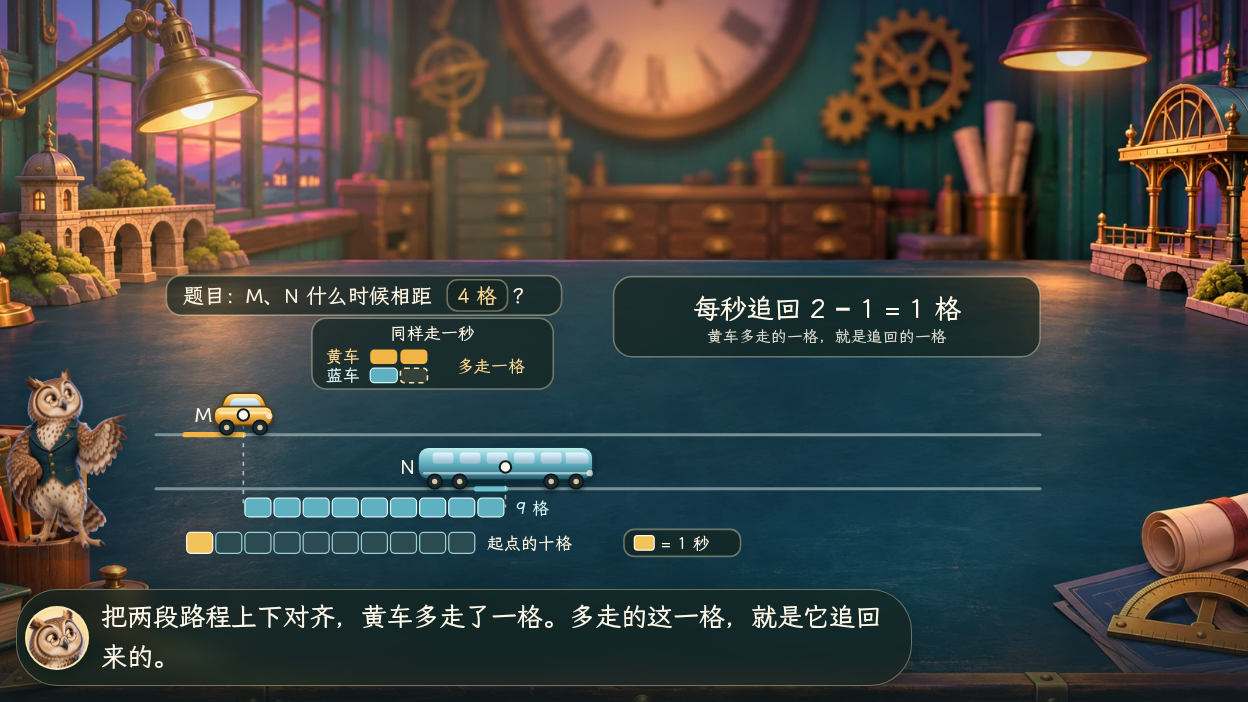 题目：M、N 什么时候相距 4 格？
每秒追回 2 − 1 = 1 格
黄车多走的一格，就是追回的一格
同样走一秒
黄车
多走一格
蓝车
M
N
9 格
起点的十格
= 1 秒
把两段路程上下对齐，黄车多走了一格。多走的这一格，就是它追回
来的。